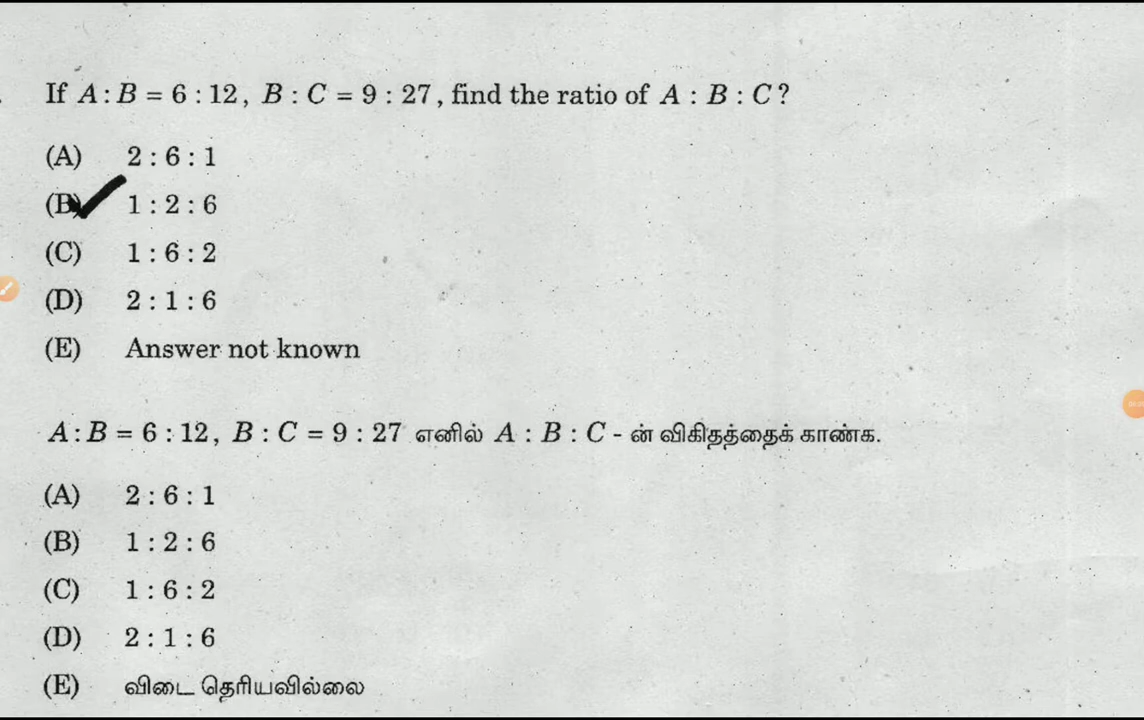 If A : B = 6 : 12, B : C = 9 : 27, find the ratio of A : B : C?
(A) 2 : 6 : 1
(B) 1 : 2 : 6
(C) 1 : 6 : 2
(D) 2 : 1 : 6
(E) Answer not known
A : B = 6 : 12, B : C = 9 : 27 எனில் A : B : C - ன் விகிதத்தைக் காண்க.
(A) 2 : 6 : 1
(B) 1 : 2 : 6
(C) 1 : 6 : 2
(D) 2 : 1 : 6
(E) விடை தெரியவில்லை